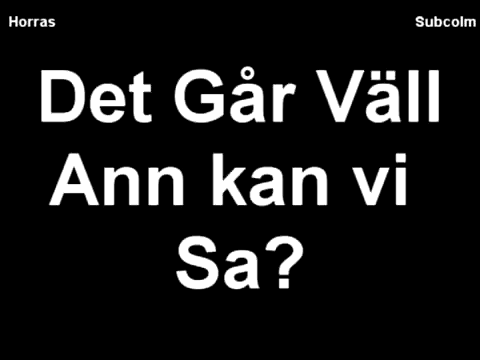 Horras
Subcolm
Det Går Väll
Ann kan vi
Sa?